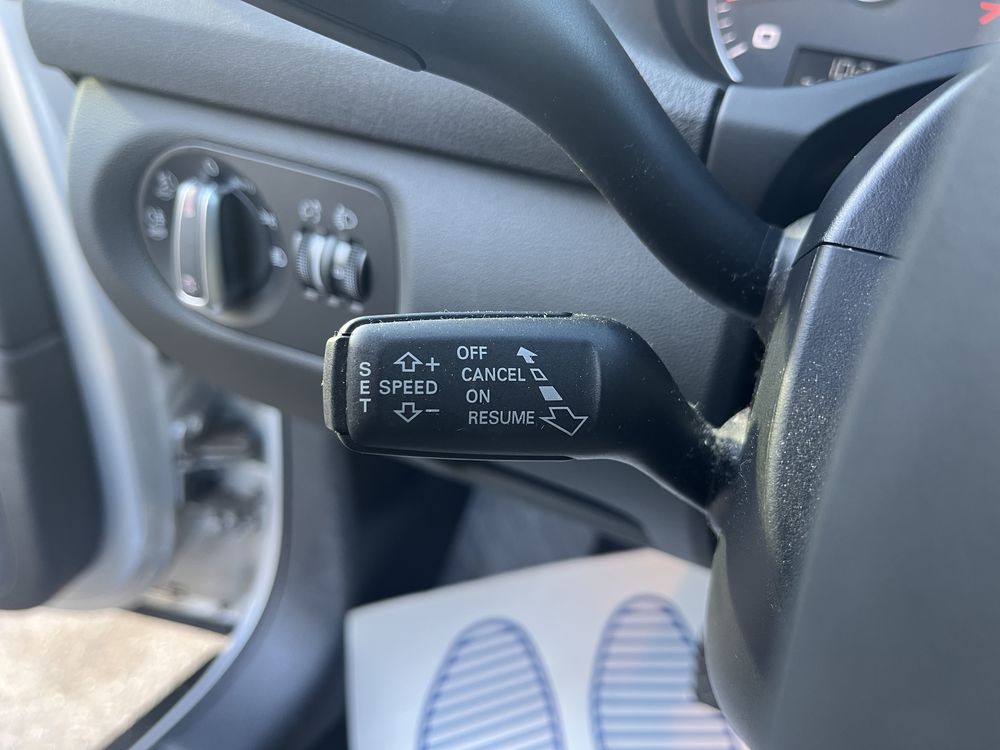 SET
SPEED
+
−
OFF
CANCEL
ON
RESUME